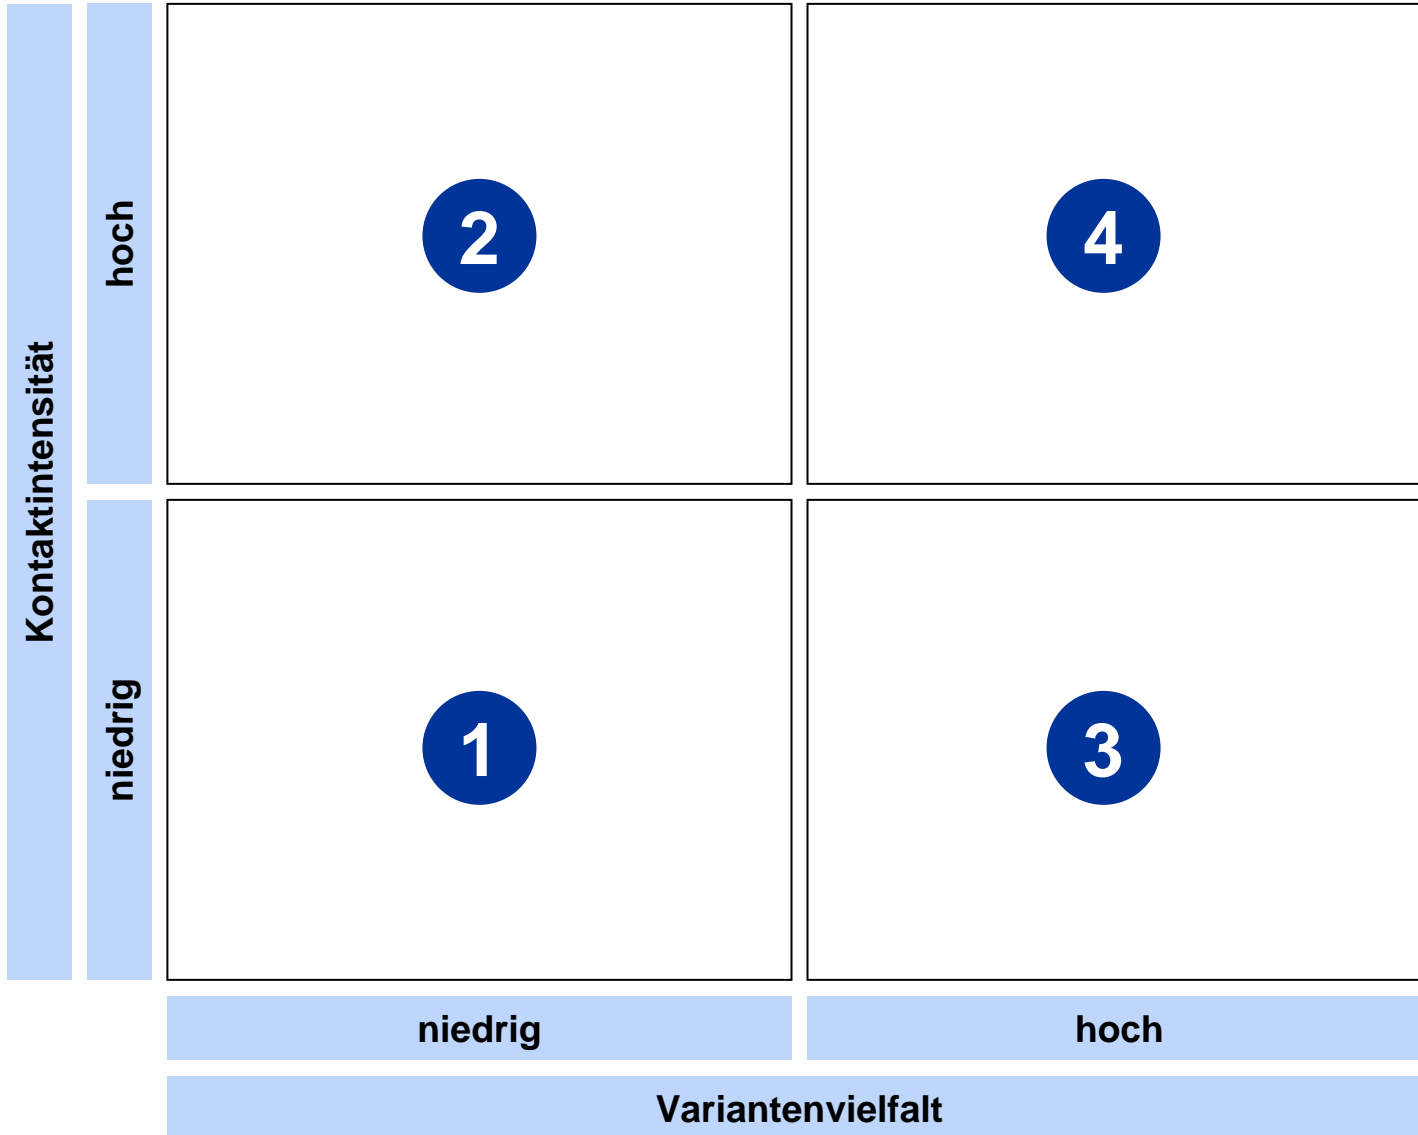 Kontaktintensität
hoch
niedrig
2
4
1
3
niedrig
hoch
Variantenvielfalt